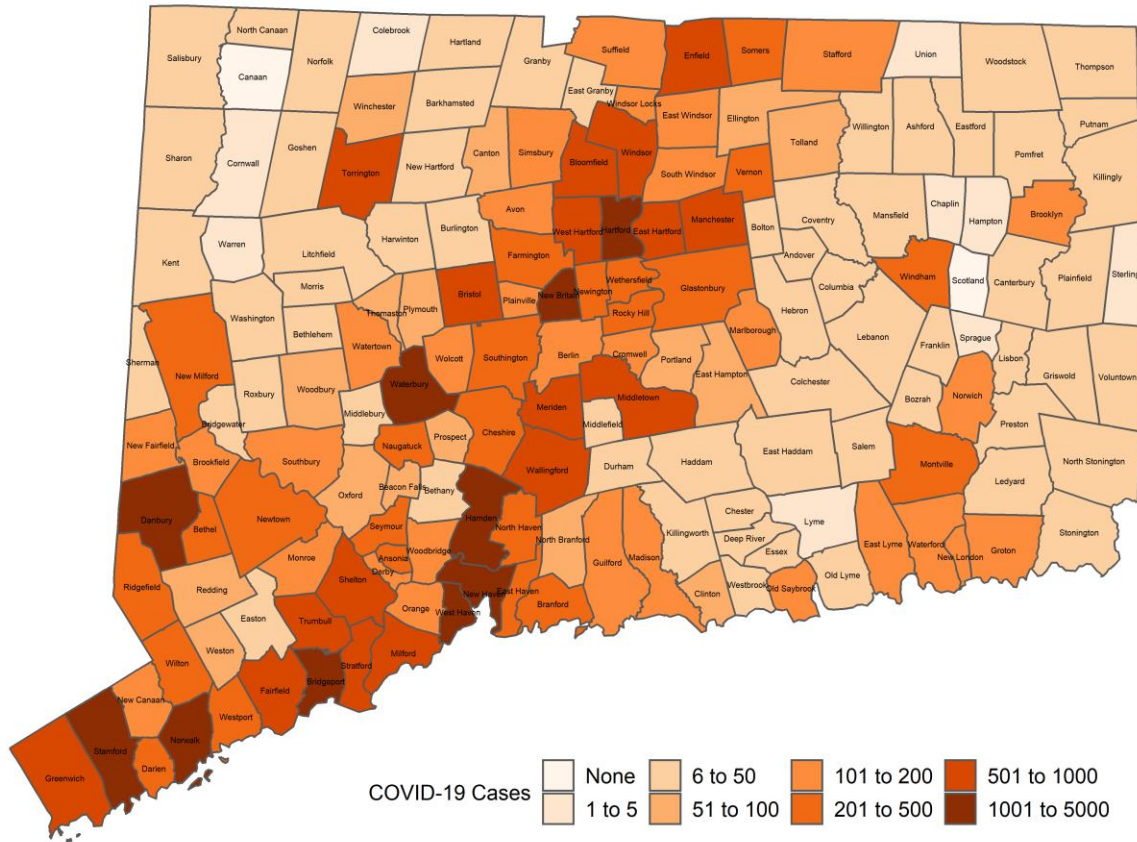 North Canaan
Colebrook
Hartland
Salisbury
Canaan
Norfolk
Granby
Suffield
Enfield
Somers
Stafford
Union
Woodstock
Thompson
East Granby
Windsor Locks
Winchester
Barkhamsted
East Windsor
Ellington
Willington
Ashford
Eastford
Putnam
Sharon
Cornwall
Goshen
Torrington
New Hartford
Canton
Simsbury
Bloomfield
Windsor
South Windsor
Vernon
Tolland
Pomfret
Killingly
Kent
Warren
Litchfield
Harwinton
Burlington
Avon
West Hartford
Hartford
East Hartford
Manchester
Bolton
Coventry
Mansfield
Chaplin
Hampton
Brooklyn
Farmington
Andover
Morris
Bristol
Plainville
New Britain
Newington
Wethersfield
Glastonbury
Hebron
Columbia
Windham
Scotland
Canterbury
Plainfield
Sterling
Washington
Bethlehem
Thomaston
Plymouth
Rocky Hill
Marlborough
Lebanon
Sherman
New Milford
Watertown
Wolcott
Southington
Berlin
Cromwell
Portland
East Hampton
Franklin
Sprague
Lisbon
Griswold
Voluntown
Roxbury
Woodbury
Waterbury
Colchester
Bozrah
Norwich
Preston
Bridgewater
Middlebury
Meriden
Middletown
Middlefield
New Fairfield
Brookfield
Southbury
Naugatuck
Prospect
Cheshire
Wallingford
Durham
Haddam
East Haddam
Salem
Montville
Ledyard
North Stonington
Oxford
Beacon Falls
Bethany
Hamden
Danbury
Bethel
Newtown
Seymour
Ansonia
Derby
Woodbridge
North Haven
North Branford
Guilford
Madison
Killingworth
Chester
Deep River
Essex
Lyme
East Lyme
Waterford
New London
Groton
Stonington
Ridgefield
Redding
Monroe
Shelton
Orange
West Haven
New Haven
East Haven
Branford
Clinton
Westbrook
Old Saybrook
Old Lyme
Easton
Trumbull
Stratford
Milford
Wilton
Weston
Fairfield
Bridgeport
New Canaan
Norwalk
Westport
Greenwich
Stamford
Darien
COVID-19 Cases
None
1 to 5
6 to 50
51 to 100
101 to 200
201 to 500
501 to 1000
1001 to 5000